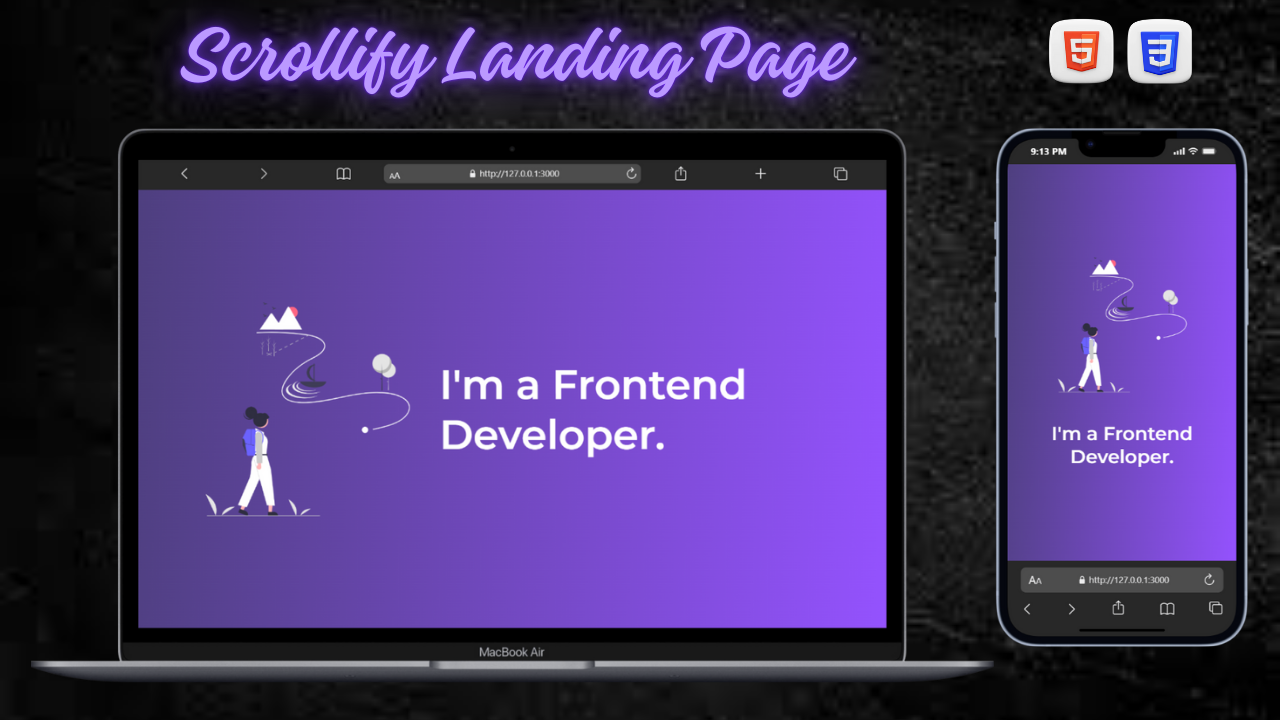 Scrollify Landing Page
5
3
AA
http://127.0.0.1:3000
I'm a Frontend
Developer.
MacBook Air
9:13 PM
I'm a Frontend
Developer.
AA
http://127.0.0.1:3000